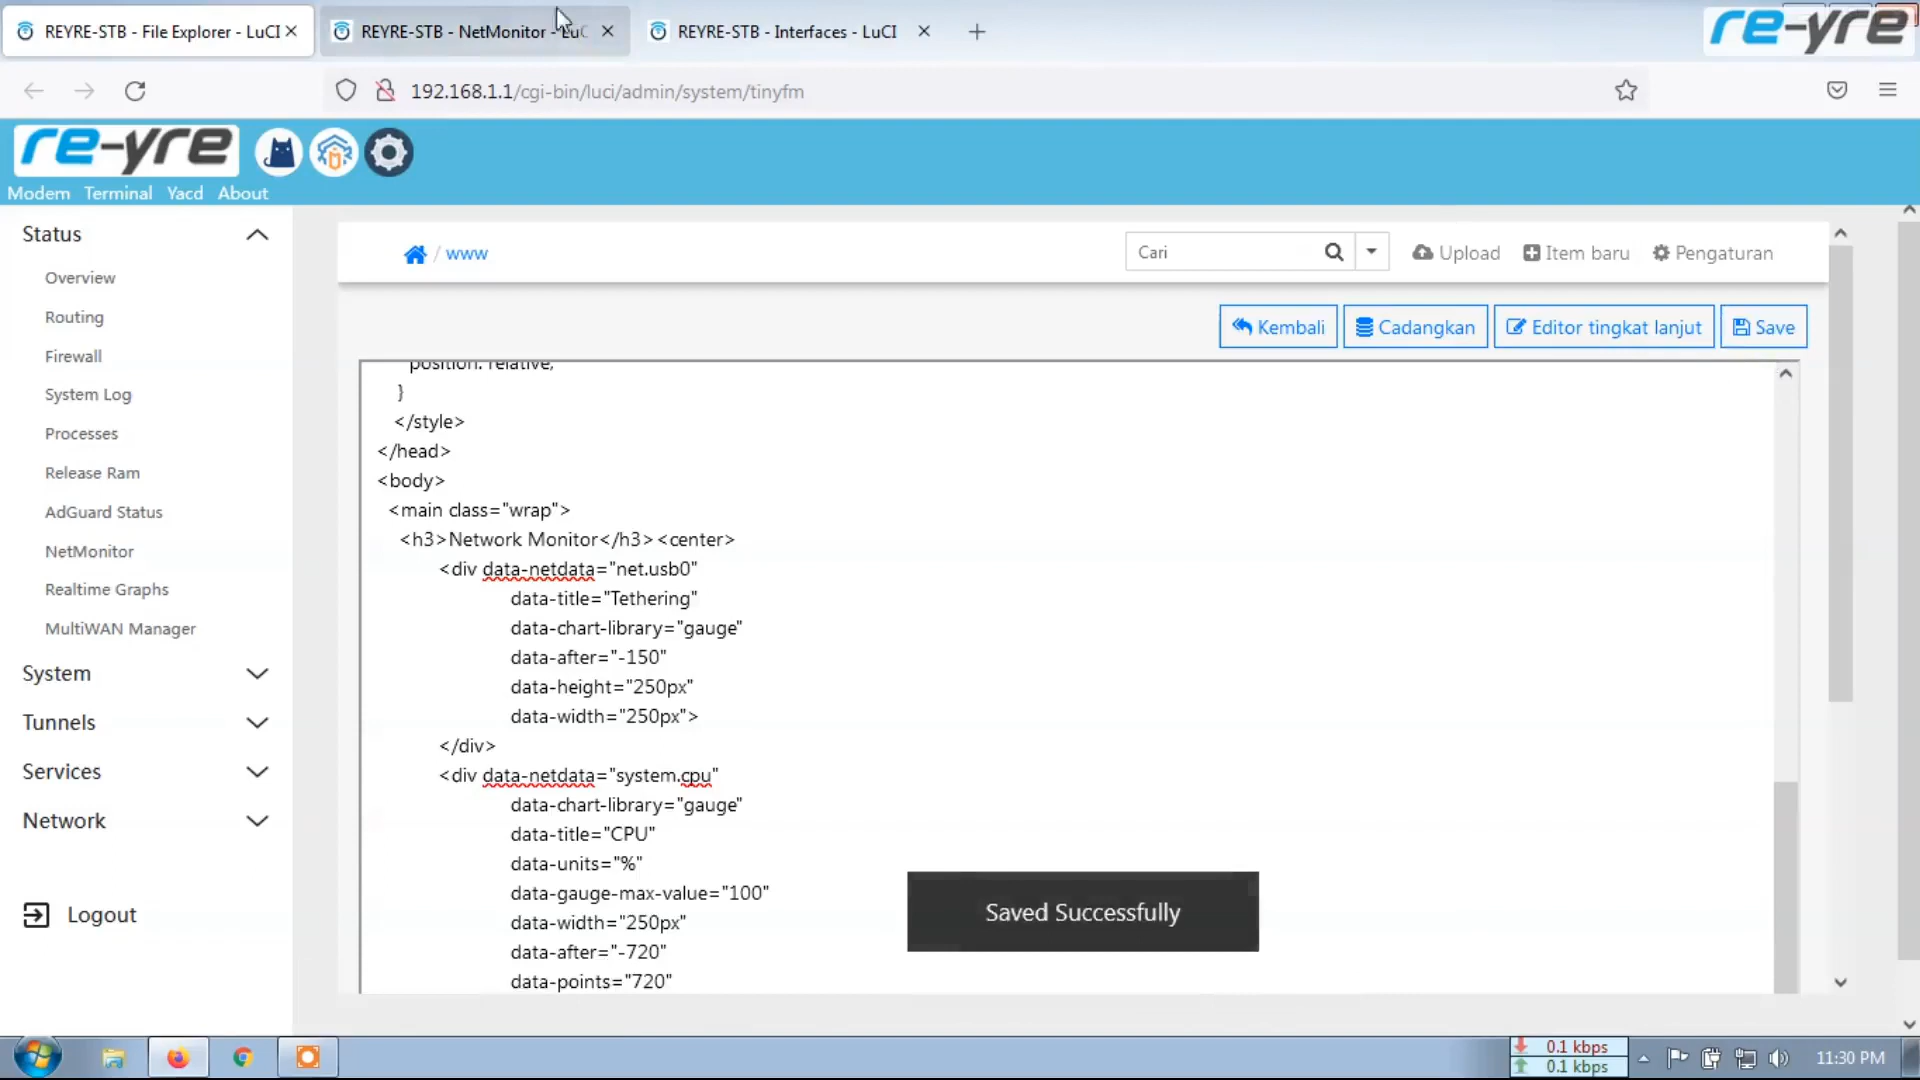 REYRE-STB - File Explorer - LuCI
REYRE-STB - NetMonitor - LuC
REYRE-STB - Interfaces - LuCI
re-yre
192.168.1.1/cgi-bin/luci/admin/system/tinyfm
re-yre
Modem Terminal Yacd About
Status
Overview
Routing
Firewall
System Log
Processes
Release Ram
AdGuard Status
NetMonitor
Realtime Graphs
MultiWAN Manager
System
Tunnels
Services
Network
Logout
/ www
Cari
Upload
Item baru
Pengaturan
Kembali
Cadangkan
Editor tingkat lanjut
Save
position: relative;
}
</style>
</head>
<body>
<main class="wrap">
<h3>Network Monitor</h3><center>
<div data-netdata="net.usb0"
data-title="Tethering"
data-chart-library="gauge"
data-after="-150"
data-height="250px"
data-width="250px">
</div>
<div data-netdata="system.cpu"
data-chart-library="gauge"
data-title="CPU"
data-units="%"
data-gauge-max-value="100"
data-width="250px"
data-after="-720"
data-points="720"
Saved Successfully
0.1 kbps
0.1 kbps
11:30 PM